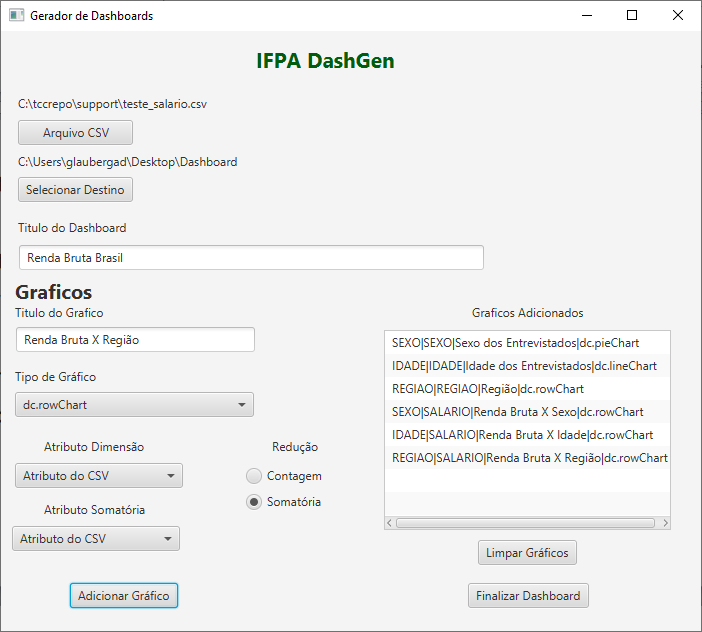 Gerador de Dashboards
IFPA DashGen
C:\tccrepo\support\teste_salario.csv
Arquivo CSV
C:\Users\glaubergad\Desktop\Dashboard
Selecionar Destino
Titulo do Dashboard
Renda Bruta Brasil
Graficos
Titulo do Grafico
Renda Bruta X Região
Tipo de Gráfico
dc.rowChart
Atributo Dimensão
Atributo do CSV
Atributo Somatória
Atributo do CSV
Redução
Contagem
Somatória
Adicionar Gráfico
Graficos Adicionados
SEXO|SEXO|Sexo dos Entrevistados|dc.pieChart
IDADE|IDADE|Idade dos Entrevistados|dc.lineChart
REGIAO|REGIAO|Região|dc.rowChart
SEXO|SALARIO|Renda Bruta X Sexo|dc.rowChart
IDADE|SALARIO|Renda Bruta X Idade|dc.rowChart
REGIAO|SALARIO|Renda Bruta X Região|dc.rowChart
Limpar Gráficos
Finalizar Dashboard